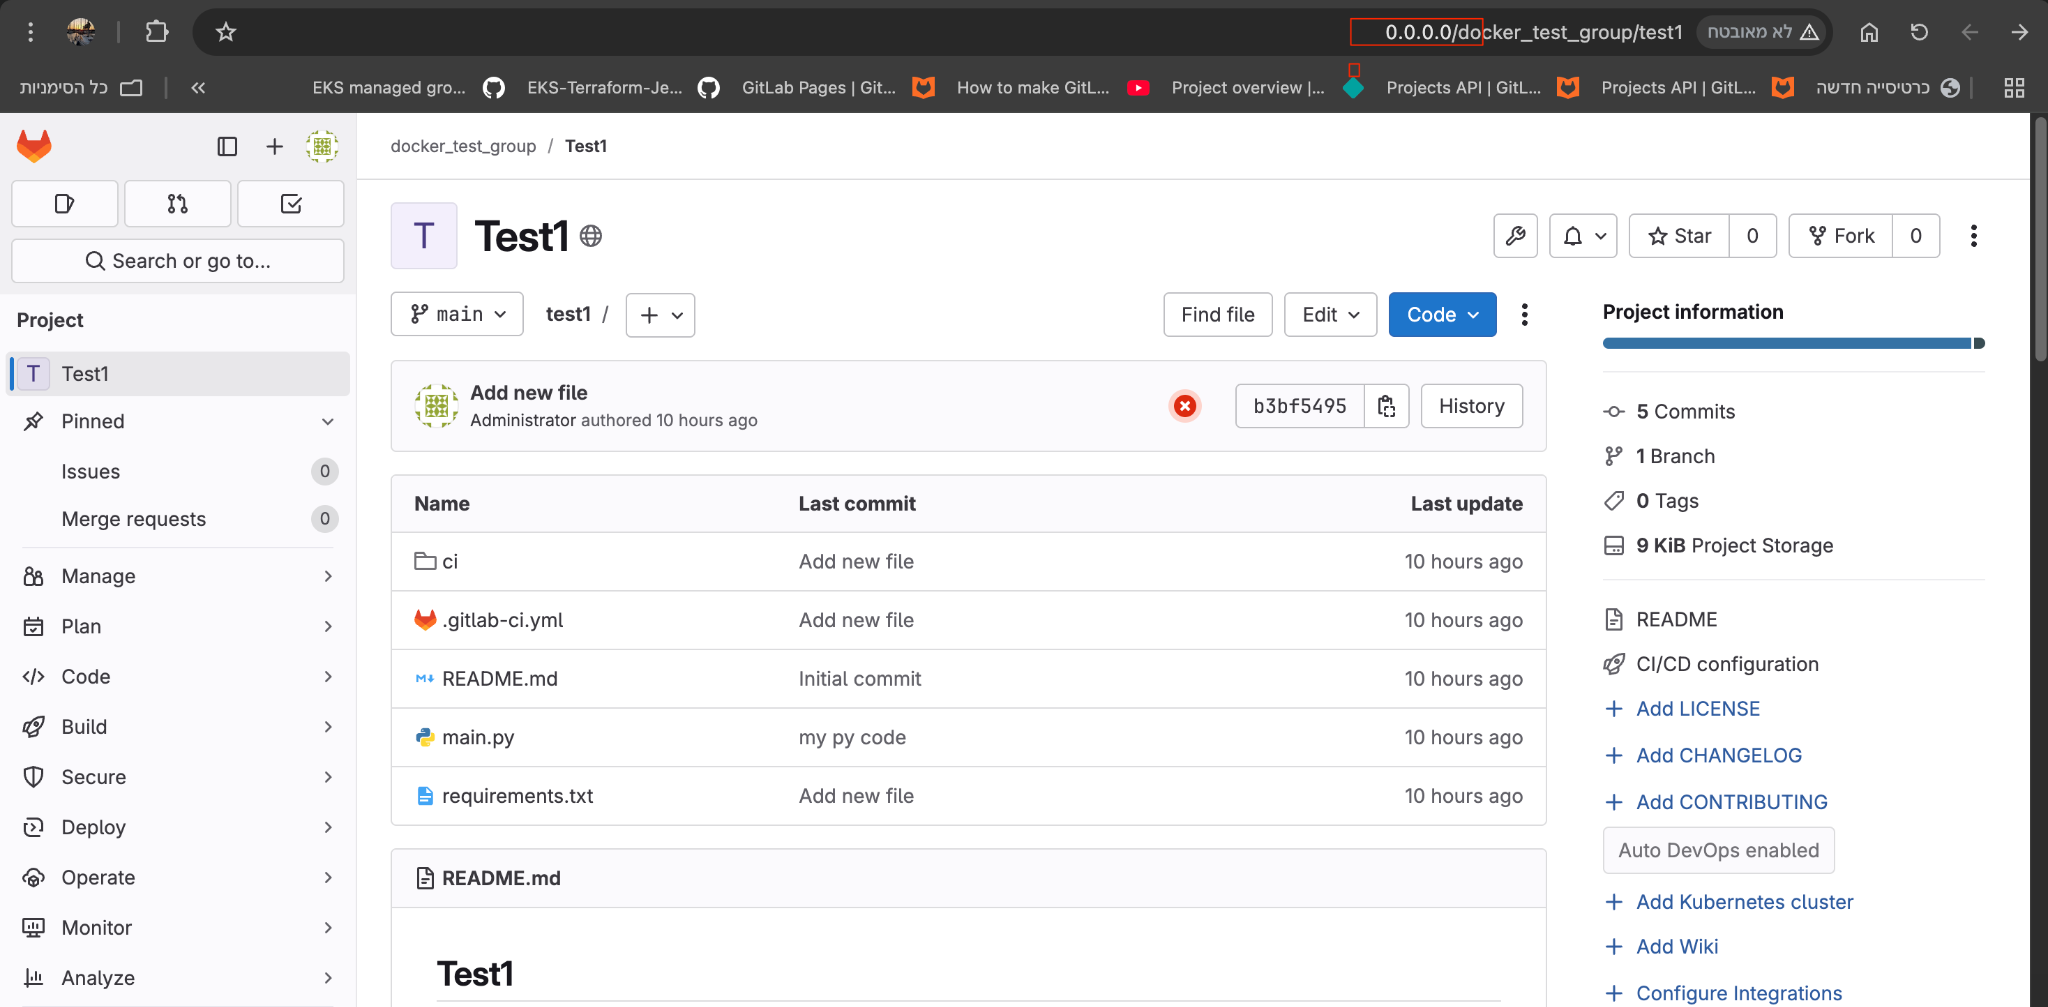 0.0.0.0/docker_test_group/test1
לא מאובטח
כל הסימניות
«
EKS managed gro...
EKS-Terraform-Je...
GitLab Pages | Git...
How to make GitL...
Project overview |...
Projects API | GitL...
Projects API | GitL...
כרטיסייה חדשה
docker_test_group / Test1
Search or go to...
Project
T Test1
Pinned
Issues 0
Merge requests 0
Manage
Plan
Code
Build
Secure
Deploy
Operate
Monitor
Analyze
T Test1
Star 0
Fork 0
main
test1 /
Find file
Edit
Code
Add new file
Administrator authored 10 hours ago
b3bf5495
History
Name Last commit Last update
ci Add new file 10 hours ago
.gitlab-ci.yml Add new file 10 hours ago
README.md Initial commit 10 hours ago
main.py my py code 10 hours ago
requirements.txt Add new file 10 hours ago
README.md
Test1
Project information
5 Commits
1 Branch
0 Tags
9 KiB Project Storage
README
CI/CD configuration
+ Add LICENSE
+ Add CHANGELOG
+ Add CONTRIBUTING
Auto DevOps enabled
+ Add Kubernetes cluster
+ Add Wiki
+ Configure Integrations